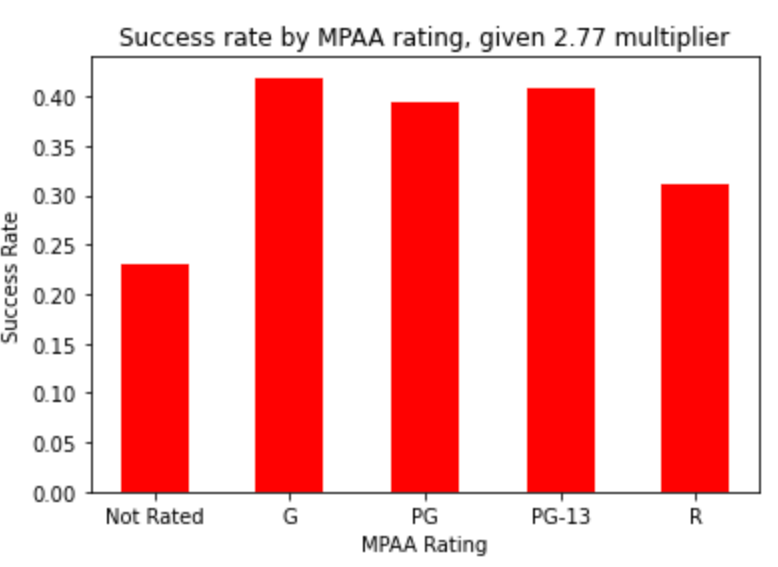 Success rate by MPAA rating, given 2.77 multiplier
Success Rate
0.40
0.35
0.30
0.25
0.20
0.15
0.10
0.05
0.00
Not Rated G PG PG-13 R
MPAA Rating